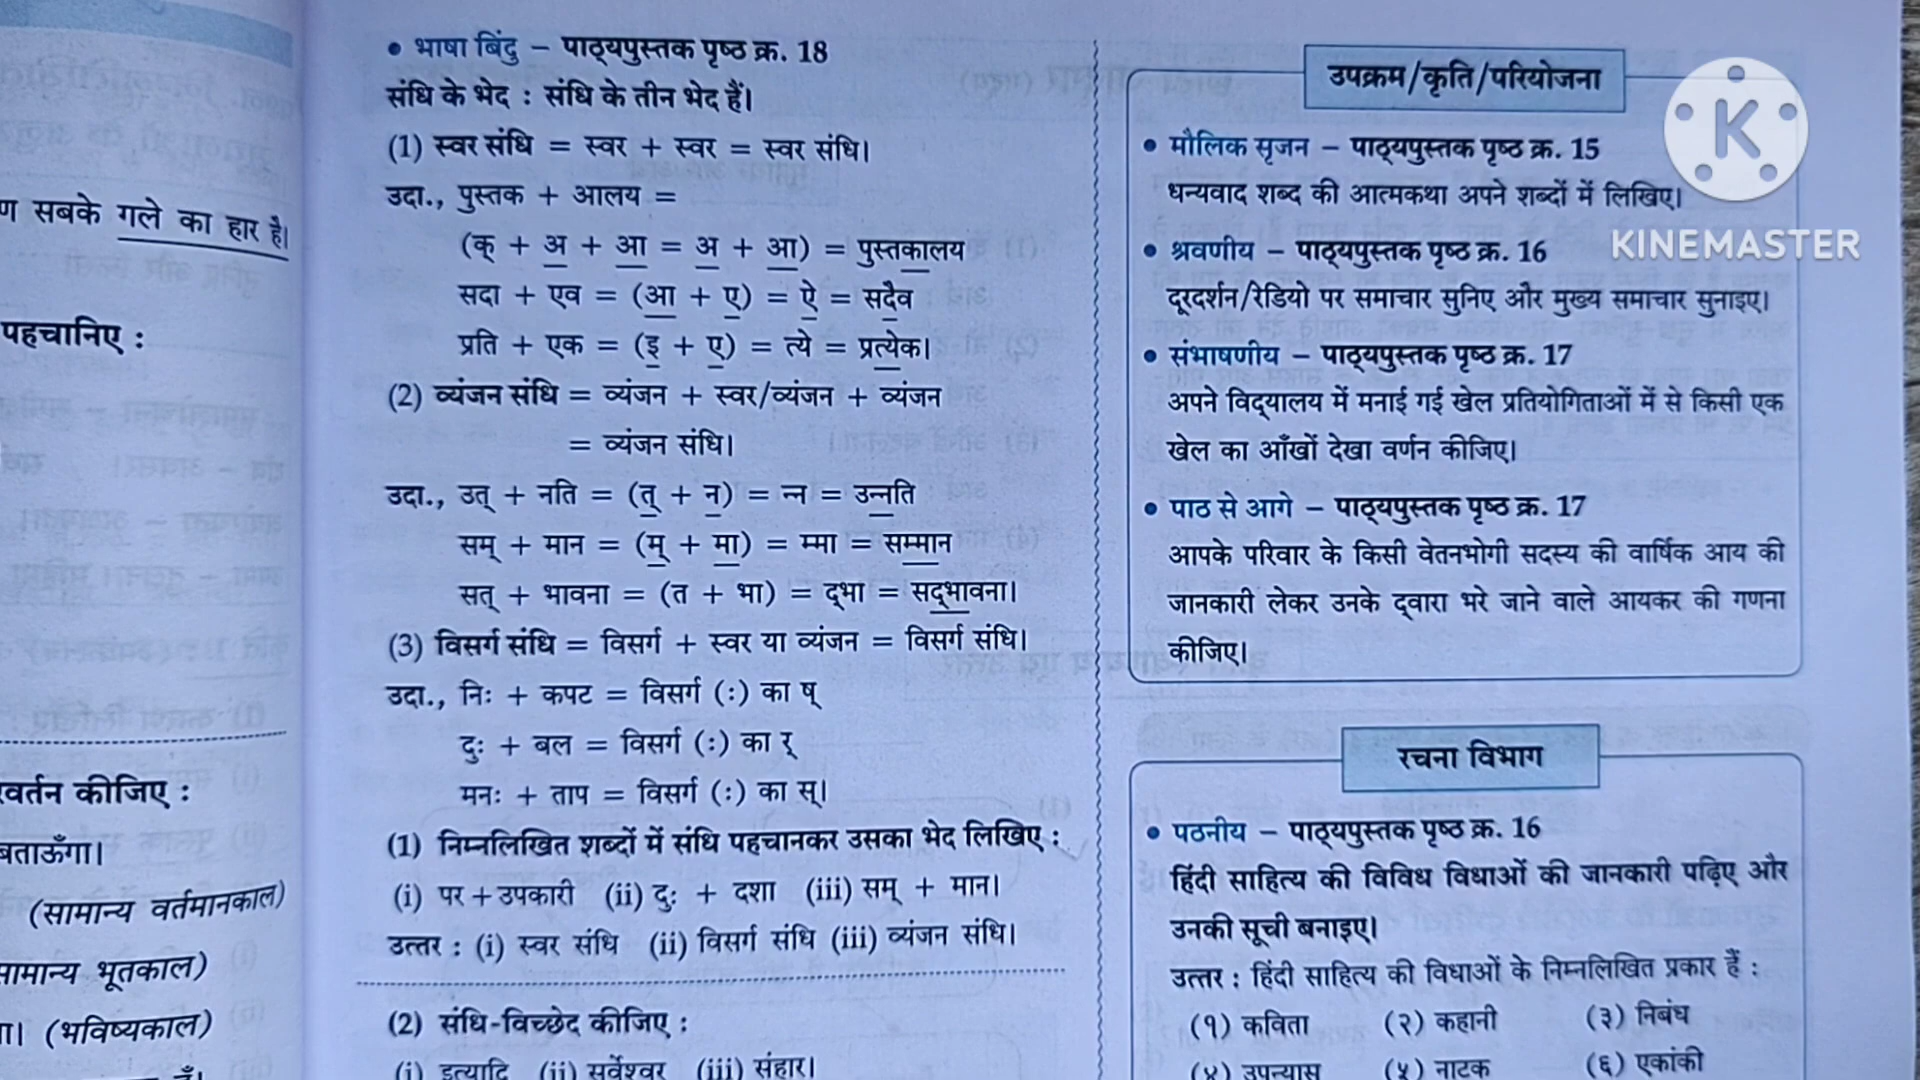 ण सबके गले का हार है।
पहचानिए :
बताऊँगा।
(सामान्य वर्तमानकाल)
सामान्य भूतकाल)
(भविष्यकाल)
• भाषा बिंदु – पाठ्यपुस्तक पृष्ठ क्र. 18
संधि के भेद : संधि के तीन भेद हैं।
(1) स्वर संधि = स्वर + स्वर = स्वर संधि।
उदा., पुस्तक + आलय =
(क् + अ + आ = अ + आ) = पुस्तकालय
सदा + एव = (आ + ए) = ऐ = सदैव
प्रति + एक = (इ + ए) = त्ये = प्रत्येक।
(2) व्यंजन संधि = व्यंजन + स्वर/व्यंजन + व्यंजन
= व्यंजन संधि।
उदा., उत् + नति = (त् + न) = न्न = उन्नति
सम् + मान = (म् + मा) = म्मा = सम्मान
सत् + भावना = (त + भा) = द्‌भा = सद्‌भावना।
(3) विसर्ग संधि = विसर्ग + स्वर या व्यंजन = विसर्ग संधि।
उदा., निः + कपट = विसर्ग (:) का ष्
दुः + बल = विसर्ग (:) का र्
मनः + ताप = विसर्ग (:) का स्।
(1) निम्नलिखित शब्दों में संधि पहचानकर उसका भेद लिखिए :
(i) पर + उपकारी (ii) दुः + दशा (iii) सम् + मान।
उत्तर : (i) स्वर संधि (ii) विसर्ग संधि (iii) व्यंजन संधि।
(2) संधि-विच्छेद कीजिए :
(i) इत्यादि (ii) सर्वेश्वर (iii) संहार।
उपक्रम/कृति/परियोजना
• मौलिक सृजन – पाठ्यपुस्तक पृष्ठ क्र. 15
धन्यवाद शब्द की आत्मकथा अपने शब्दों में लिखिए।
• श्रवणीय – पाठ्यपुस्तक पृष्ठ क्र. 16
दूरदर्शन/रेडियो पर समाचार सुनिए और मुख्य समाचार सुनाइए।
• संभाषणीय – पाठ्यपुस्तक पृष्ठ क्र. 17
अपने विद्‌यालय में मनाई गई खेल प्रतियोगिताओं में से किसी एक
खेल का आँखों देखा वर्णन कीजिए।
• पाठ से आगे – पाठ्यपुस्तक पृष्ठ क्र. 17
आपके परिवार के किसी वेतनभोगी सदस्य की वार्षिक आय की
जानकारी लेकर उनके द्‌वारा भरे जाने वाले आयकर की गणना
कीजिए।
रचना विभाग
• पठनीय – पाठ्यपुस्तक पृष्ठ क्र. 16
हिंदी साहित्य की विविध विधाओं की जानकारी पढ़िए और
उनकी सूची बनाइए।
उत्तर : हिंदी साहित्य की विधाओं के निम्नलिखित प्रकार हैं :
(१) कविता (२) कहानी (३) निबंध
(४) उपन्यास (५) नाटक (६) एकांकी
K
KINEMASTER